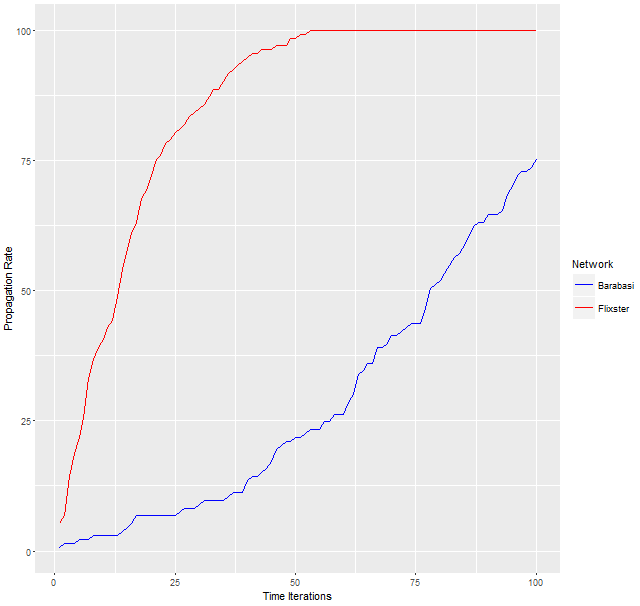 100
75
50
25
0
Propagation Rate
0 25 50 75 100
Time Iterations
Network
Barabasi
Flixster